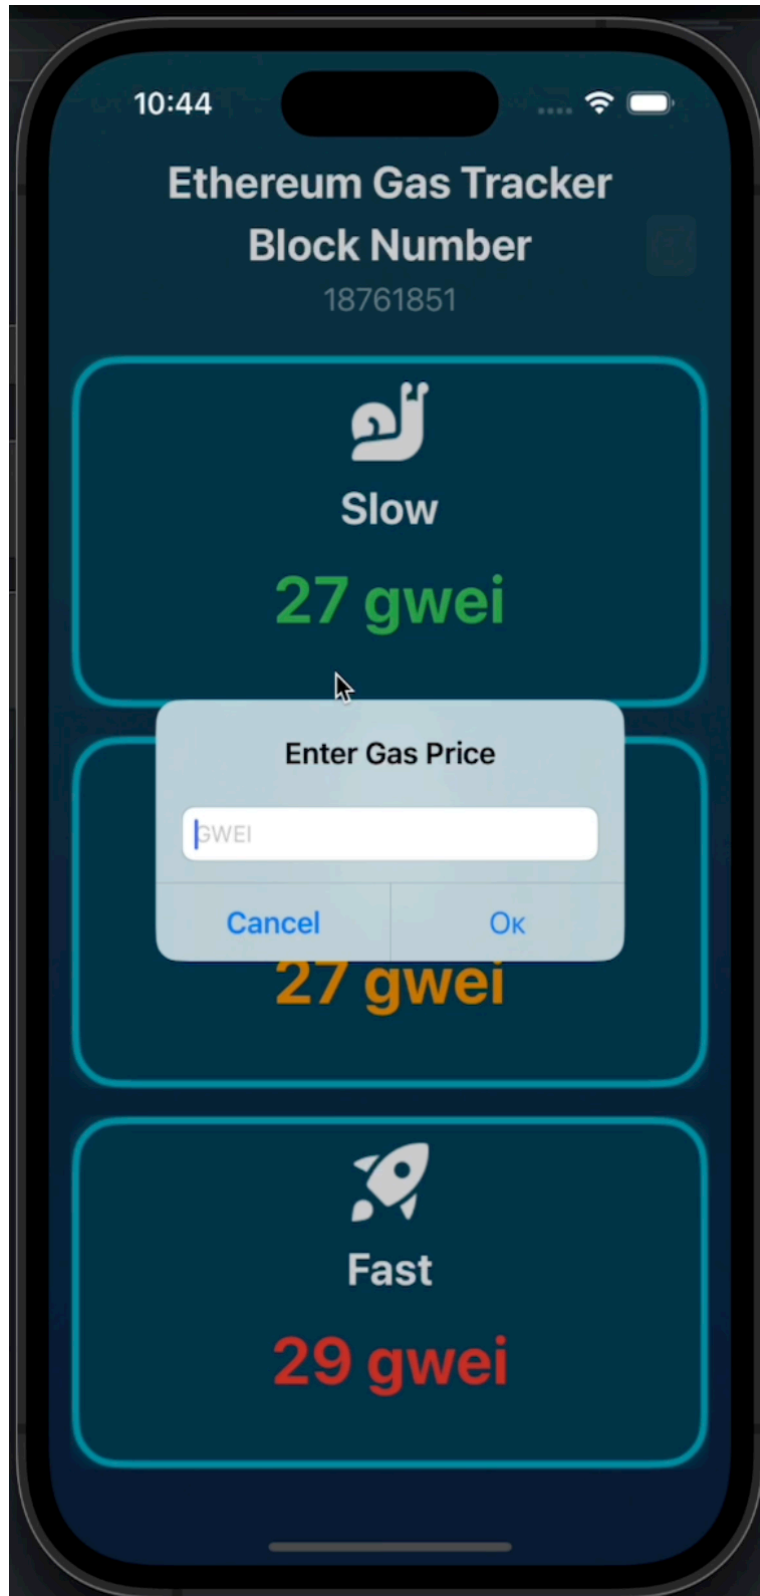 10:44
Ethereum Gas Tracker
Block Number
18761851
Slow
27 gwei
Enter Gas Price
GWEI
Cancel
Oк
27 gwei
Fast
29 gwei